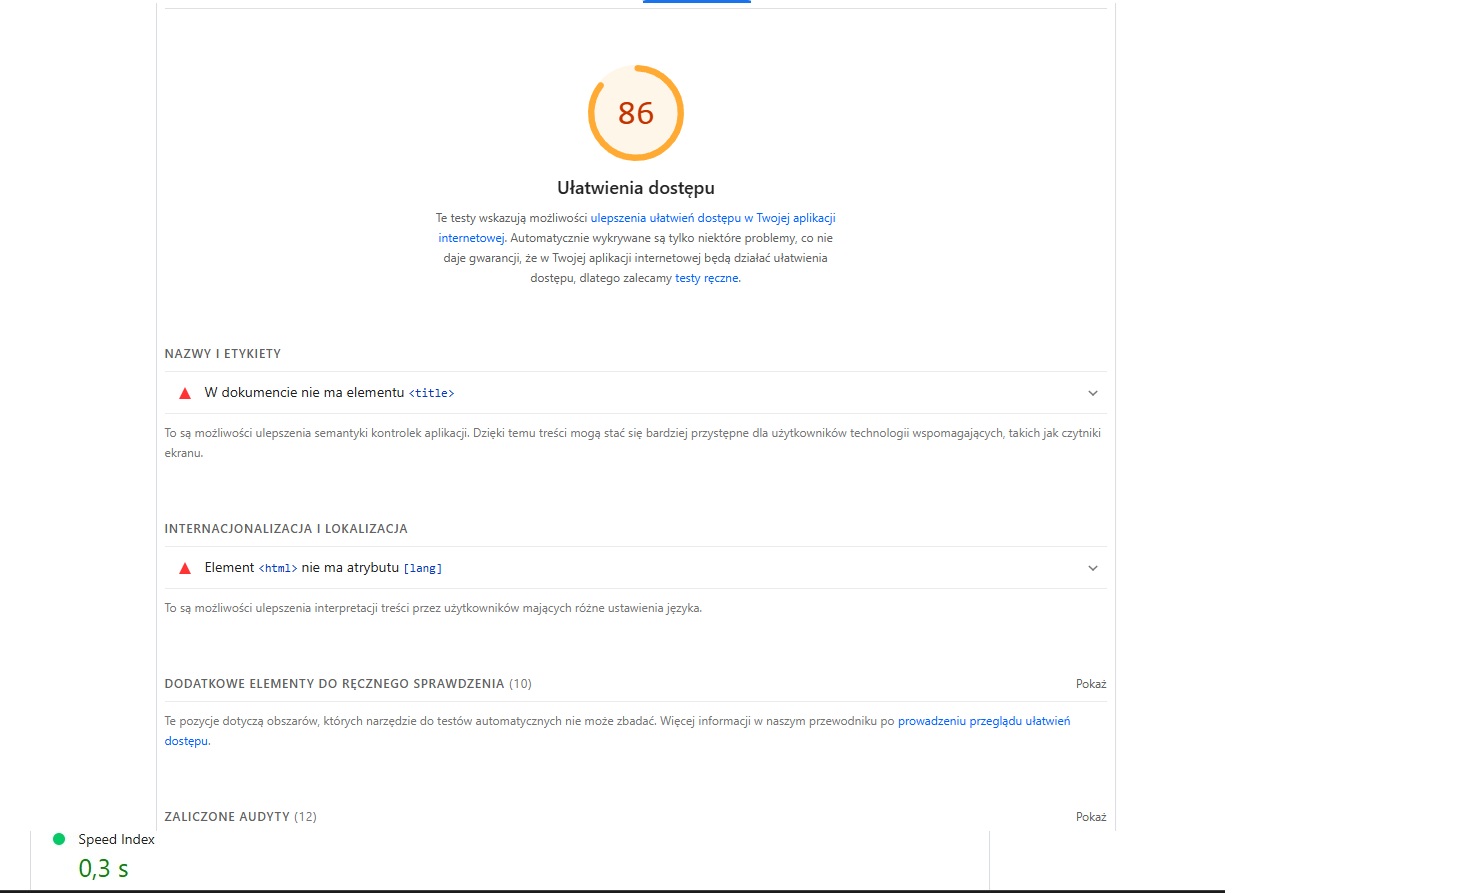 86
Ułatwienia dostępu
Te testy wskazują możliwości ulepszenia ułatwień dostępu w Twojej aplikacji
internetowej. Automatycznie wykrywane są tylko niektóre problemy, co nie
daje gwarancji, że w Twojej aplikacji internetowej będą działać ułatwienia
dostępu, dlatego zalecamy testy ręczne.
NAZWY I ETYKIETY
W dokumencie nie ma elementu <title>
To są możliwości ulepszenia semantyki kontrolek aplikacji. Dzięki temu treści mogą stać się bardziej przystępne dla użytkowników technologii wspomagających, takich jak czytniki
ekranu.
INTERNACJONALIZACJA I LOKALIZACJA
Element <html> nie ma atrybutu [lang]
To są możliwości ulepszenia interpretacji treści przez użytkowników mających różne ustawienia języka.
DODATKOWE ELEMENTY DO RĘCZNEGO SPRAWDZENIA (10) Pokaż
Te pozycje dotyczą obszarów, których narzędzie do testów automatycznych nie może zbadać. Więcej informacji w naszym przewodniku po prowadzeniu przeglądu ułatwień
dostępu.
ZALICZONE AUDYTY (12) Pokaż
Speed Index
0,3 s